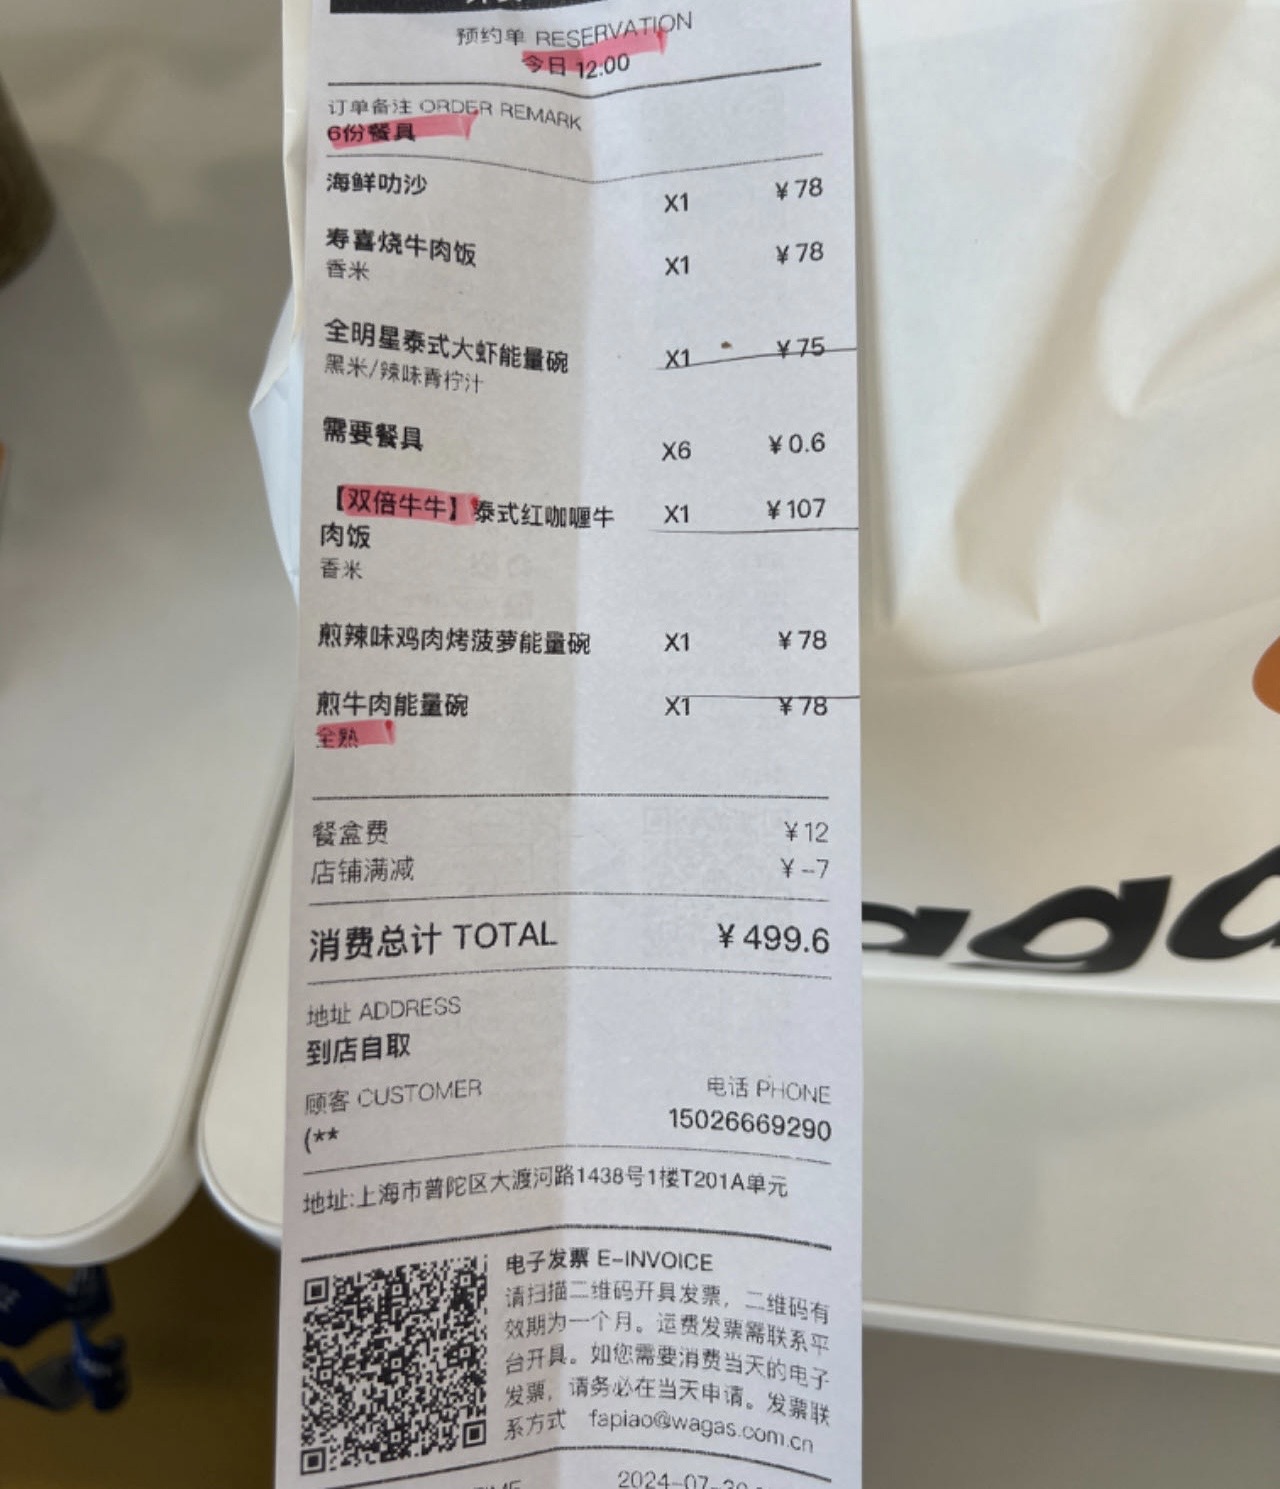 预约单 RESERVATION
今日 12:00
订单备注 ORDER REMARK
6份餐具
海鲜叻沙 X1 ¥78
寿喜烧牛肉饭 X1 ¥78
香米
全明星泰式大虾能量碗 X1 ¥75
黑米/辣味青柠汁
需要餐具 X6 ¥0.6
【双倍牛牛】泰式红咖喱牛 X1 ¥107
肉饭
香米
煎辣味鸡肉烤菠萝能量碗 X1 ¥78
煎牛肉能量碗 X1 ¥78
全熟
餐盒费 ¥12
店铺满减 ¥-7
消费总计 TOTAL ¥499.6
地址 ADDRESS
到店自取
顾客 CUSTOMER 电话 PHONE
(** 15026669290
地址:上海市普陀区大渡河路1438号1楼T201A单元
电子发票 E-INVOICE
请扫描二维码开具发票，二维码有
效期为一个月。运费发票需联系平
台开具。如您需要消费当天的电子
发票，请务必在当天申请。发票联
系方式 fapiao@wagas.com.cn